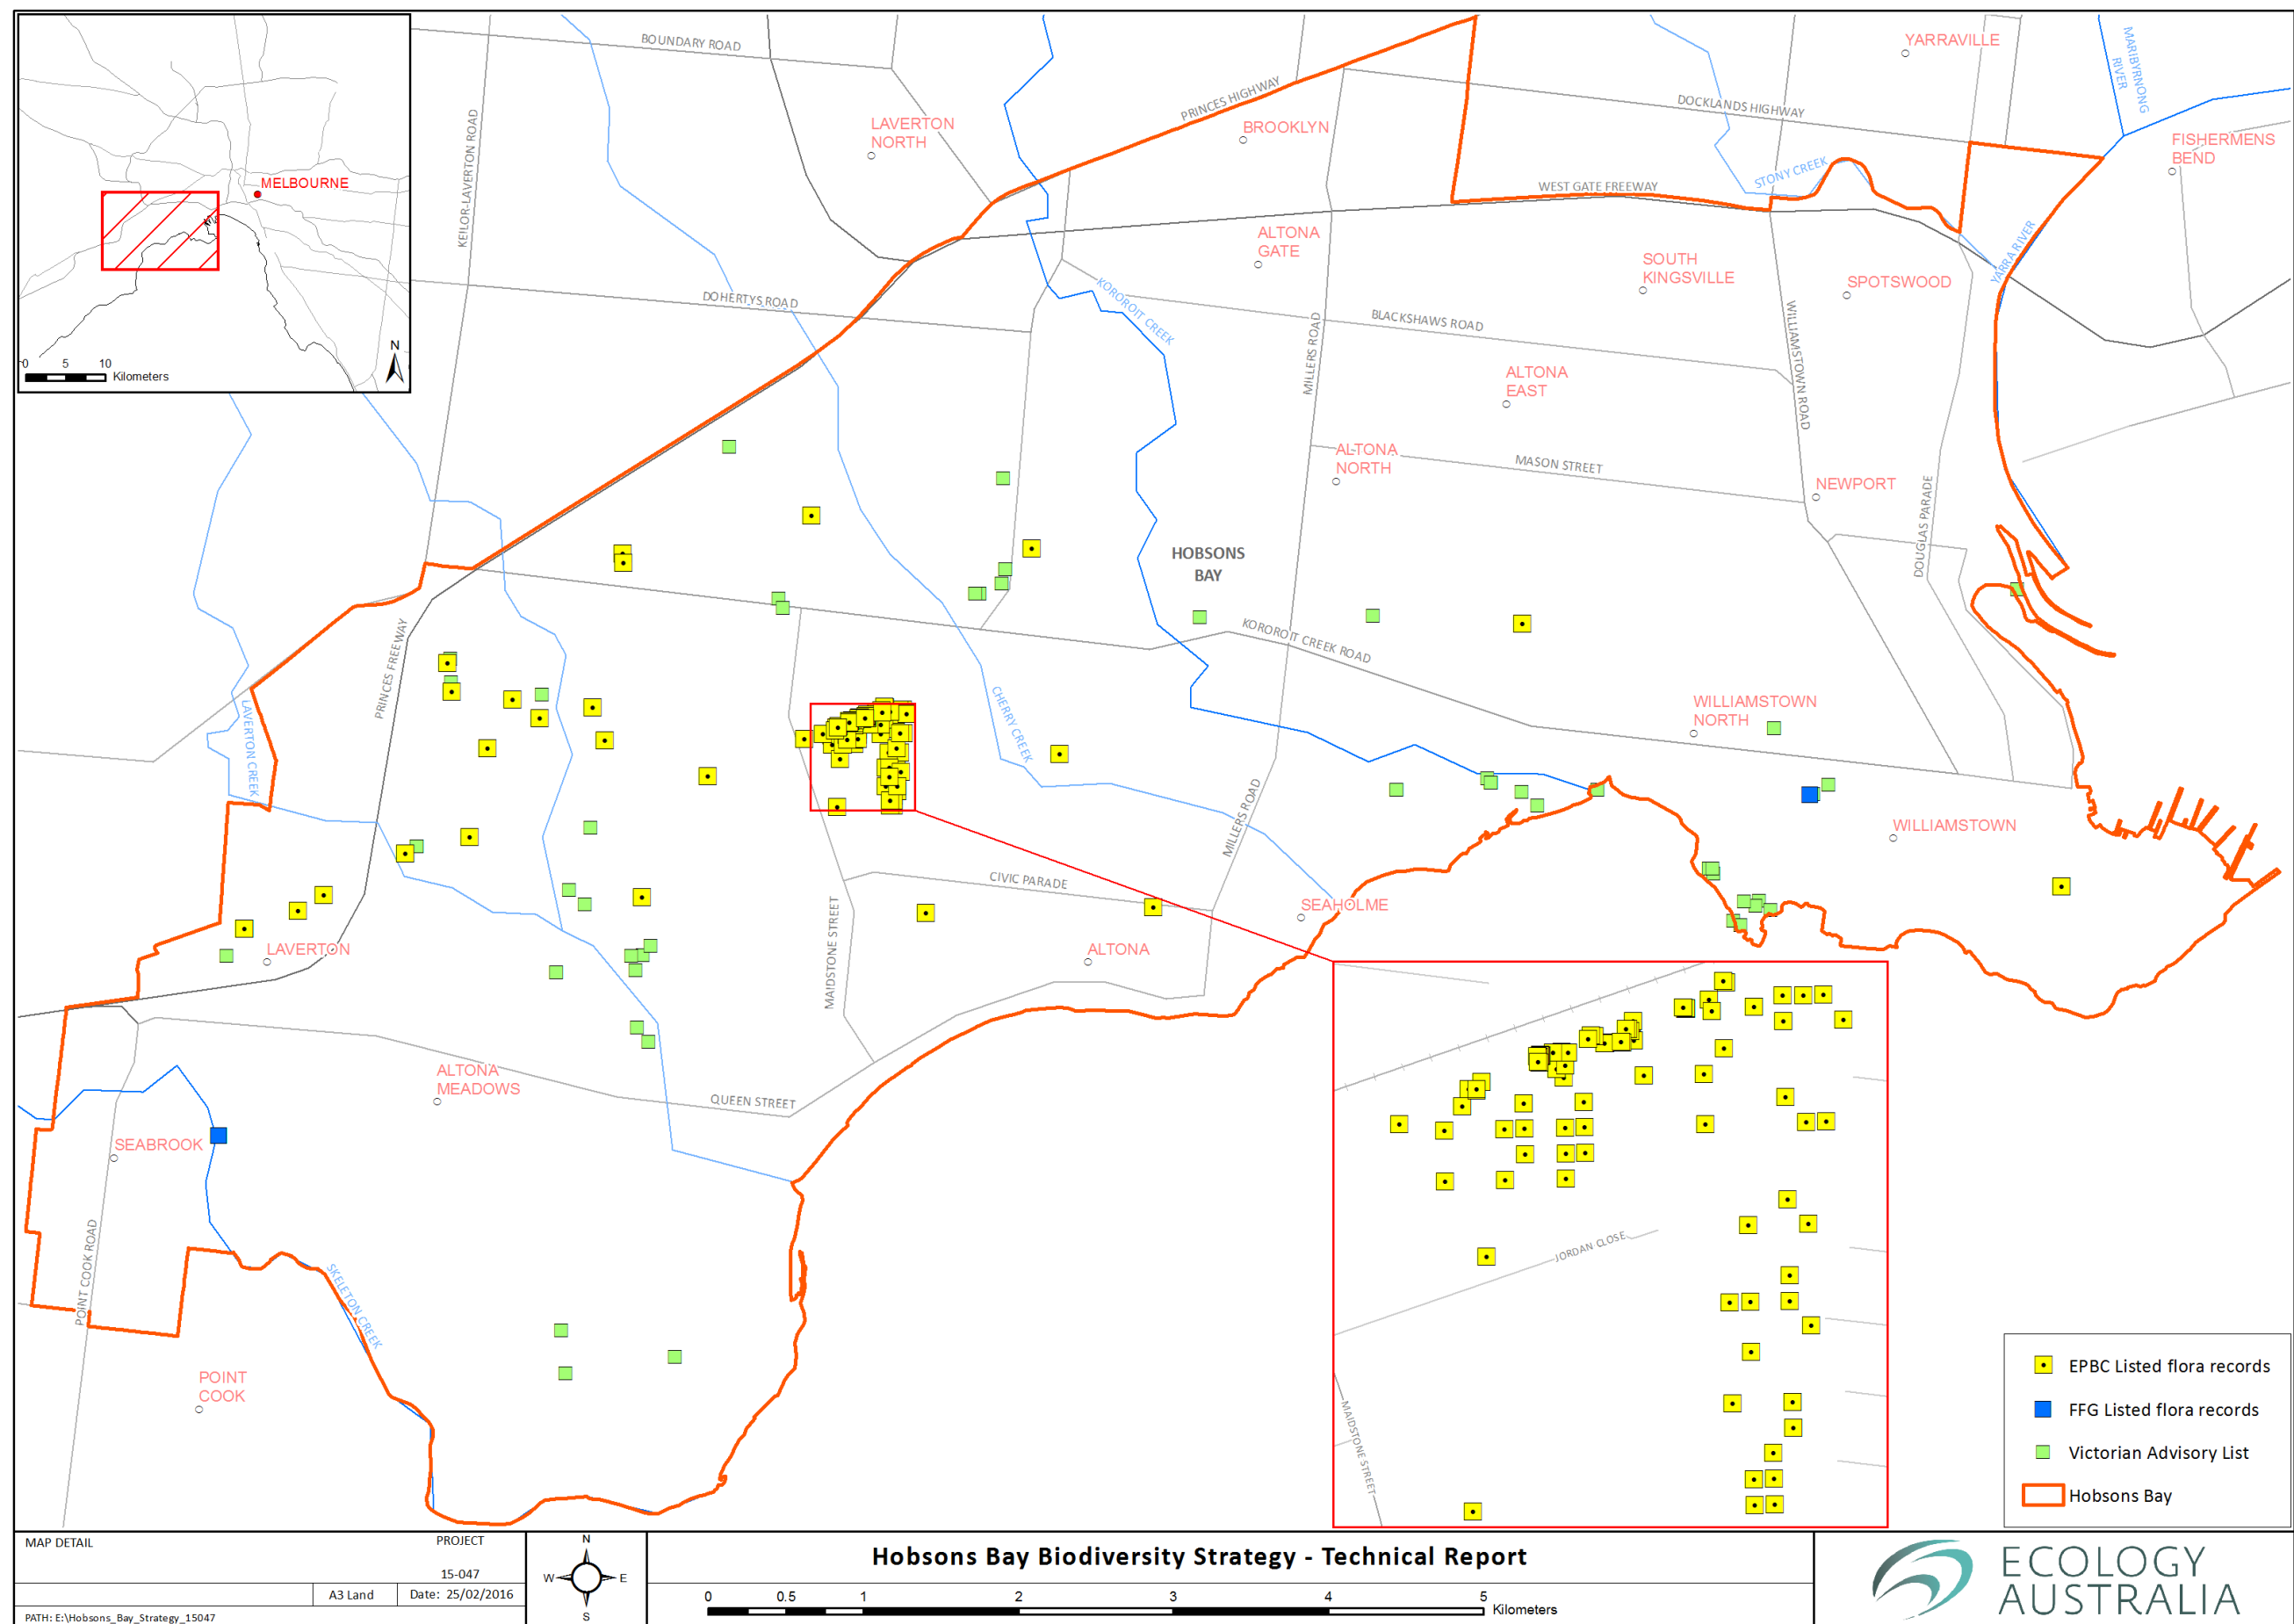 BOUNDARY ROAD
YARRAVILLE
MARIBYRNONG
RIVER
PRINCES HIGHWAY
DOCKLANDS HIGHWAY
LAVERTON
NORTH
BROOKLYN
FISHERMENS
BEND
KEILOR-LAVERTON ROAD
MELBOURNE
STONY CREEK
WEST GATE FREEWAY
ALTONA
GATE
SOUTH
KINGSVILLE
SPOTSWOOD
YARRA RIVER
DOHERTYS ROAD
KOROROIT CREEK
BLACKSHAWS ROAD
MILLERS ROAD
WILLIAMSTOWN ROAD
N
0 5 10
Kilometers
ALTONA
EAST
ALTONA
NORTH
MASON STREET
NEWPORT
DOUGLAS PARADE
HOBSONS
BAY
KOROROIT CREEK ROAD
PRINCES FREEWAY
LAVERTON CREEK
CHERRY CREEK
WILLIAMSTOWN
NORTH
MILLERS ROAD
WILLIAMSTOWN
CIVIC PARADE
SEAHOLME
MAIDSTONE STREET
LAVERTON
ALTONA
ALTONA
MEADOWS
QUEEN STREET
SEABROOK
POINT COOK ROAD
SKELETON CREEK
JORDAN CLOSE
MAIDSTONE STREET
POINT
COOK
EPBC Listed flora records
FFG Listed flora records
Victorian Advisory List
Hobsons Bay
MAP DETAIL
PROJECT
15-047
A3 Land
Date: 25/02/2016
PATH: E:\Hobsons_Bay_Strategy_15047
N
W E
S
Hobsons Bay Biodiversity Strategy - Technical Report
0 0.5 1 2 3 4 5
Kilometers
ECOLOGY
AUSTRALIA